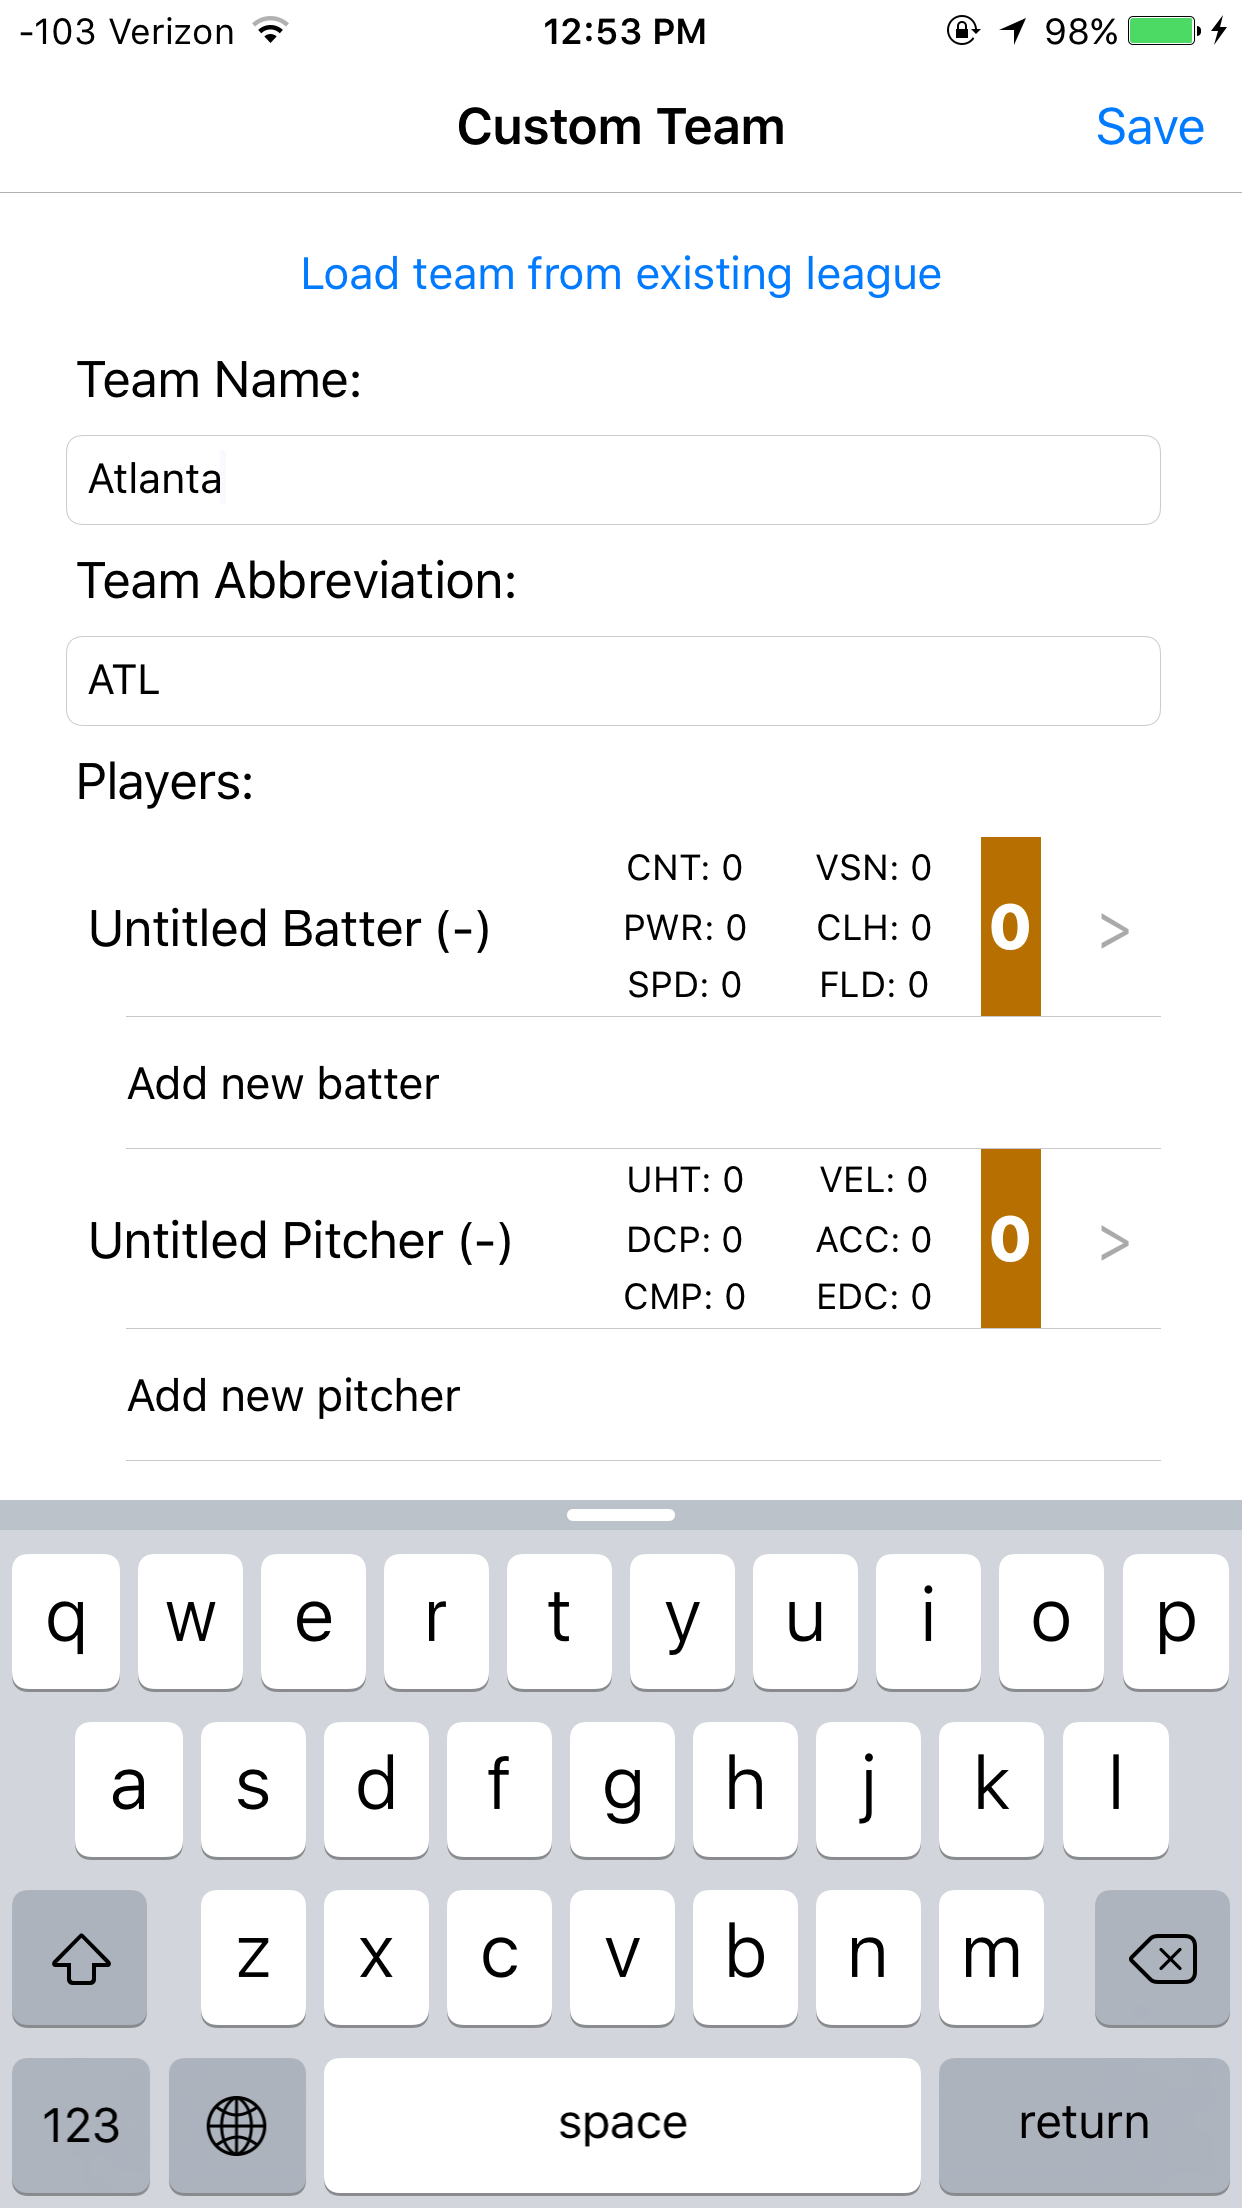 -103 Verizon 12:53 PM 98%
Custom Team Save
Load team from existing league
Team Name:
Atlanta
Team Abbreviation:
ATL
Players:
CNT: 0 VSN: 0
Untitled Batter (-) PWR: 0 CLH: 0 0 >
SPD: 0 FLD: 0
Add new batter
UHT: 0 VEL: 0
Untitled Pitcher (-) DCP: 0 ACC: 0 0 >
CMP: 0 EDC: 0
Add new pitcher
q w e r t y u i o p
a s d f g h j k l
z x c v b n m
123 space return